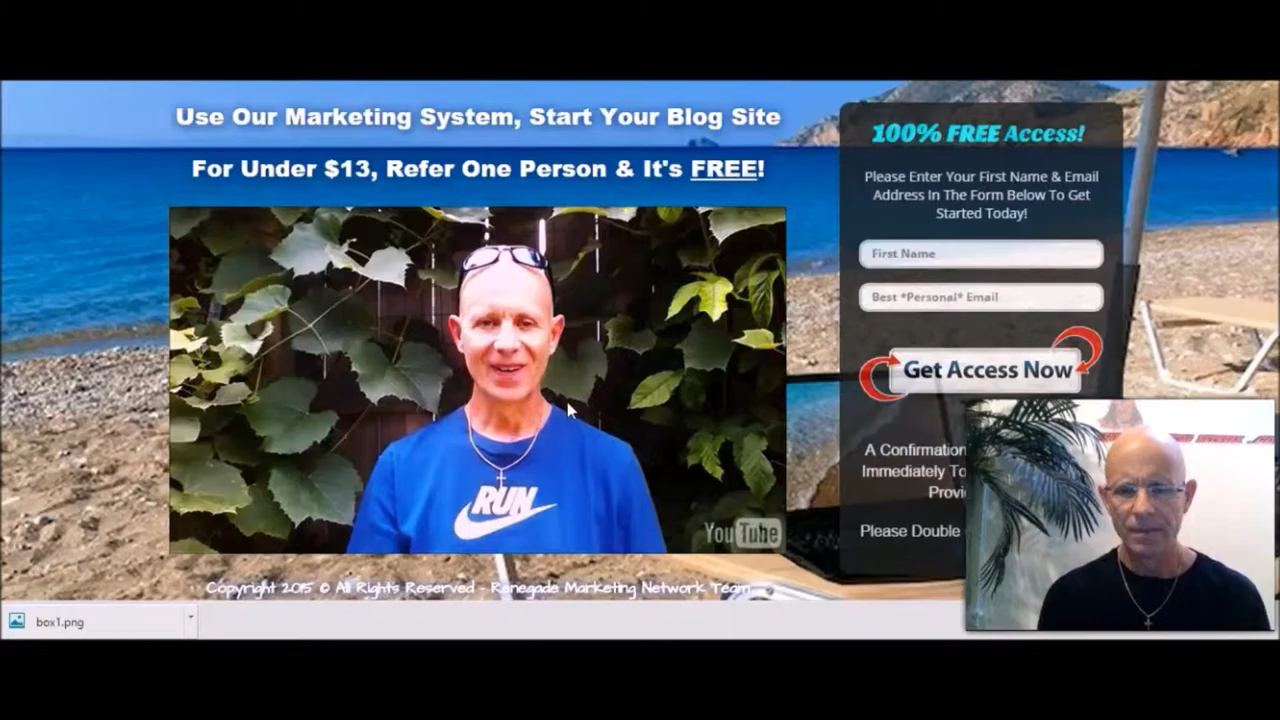 Use Our Marketing System, Start Your Blog Site
For Under $13, Refer One Person & It's FREE!
RUN
YouTube
Copyright 2015 © All Rights Reserved - Renegade Marketing Network Team
100% FREE Access!
Please Enter Your First Name & Email
Address In The Form Below To Get
Started Today!
First Name
Best *Personal* Email
Get Access Now
A Confirmation
Immediately To
Please Double
box1.png